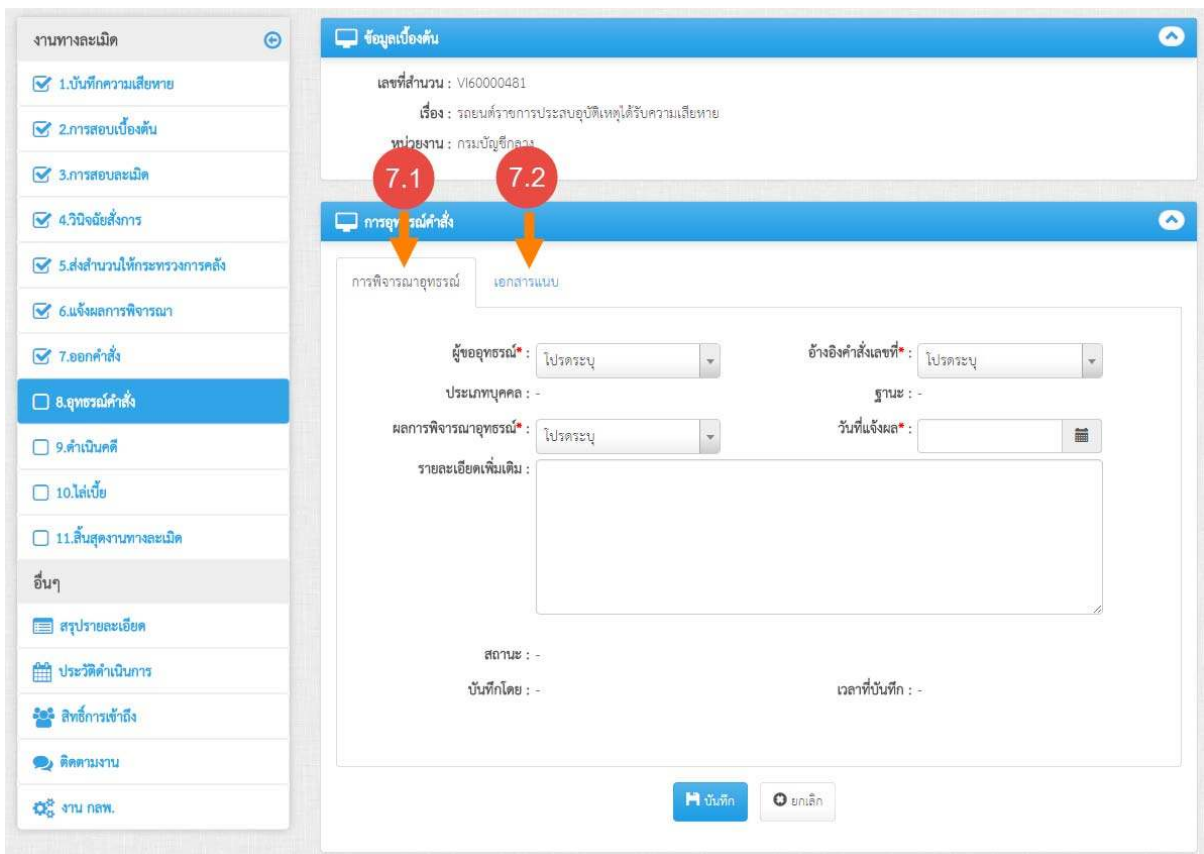 งานทางละเมิด
1.บันทึกความเสียหาย
2.การสอบเบื้องต้น
3.การสอบละเมิด
4.วินิจฉัยสั่งการ
5.ส่งสำนวนให้กระทรวงการคลัง
6.แจ้งผลการพิจารณา
7.ออกคำสั่ง
8.อุทธรณ์คำสั่ง
9.ดำเนินคดี
10.ไล่เบี้ย
11.สิ้นสุดงานทางละเมิด
อื่นๆ
สรุปรายละเอียด
ประวัติดำเนินการ
สิทธิ์การเข้าถึง
ติดตามงาน
งาน กลพ.
ข้อมูลเบื้องต้น
เลขที่สำนวน : VI60000481
เรื่อง : รถยนต์ราชการประสบอุบัติเหตุได้รับความเสียหาย
หน่วยงาน : กรมบัญชีกลาง
7.1 7.2
การอุทธรณ์คำสั่ง
การพิจารณาอุทธรณ์ เอกสารแนบ
ผู้ขออุทธรณ์* : โปรดระบุ อ้างอิงคำสั่งเลขที่* : โปรดระบุ
ประเภทบุคคล : - ฐานะ : -
ผลการพิจารณาอุทธรณ์* : โปรดระบุ วันที่แจ้งผล* :
รายละเอียดเพิ่มเติม :
สถานะ : -
บันทึกโดย : - เวลาที่บันทึก : -
บันทึก ยกเลิก